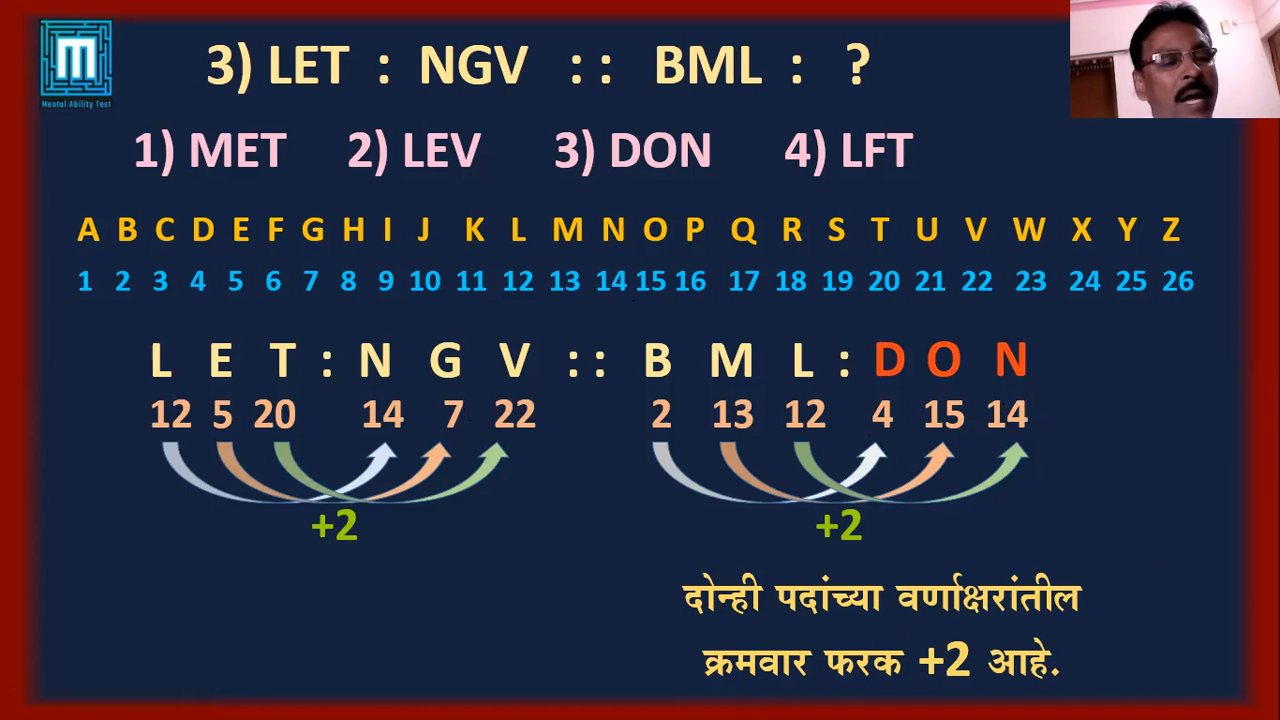 M
Mental Ability Test
3) LET : NGV :: BML : ?
1) MET 2) LEV 3) DON 4) LFT
A B C D E F G H I J K L M N O P Q R S T U V W X Y Z
1 2 3 4 5 6 7 8 9 10 11 12 13 14 15 16 17 18 19 20 21 22 23 24 25 26
L E T : N G V :: B M L : D O N
12 5 20 14 7 22 2 13 12 4 15 14
+2 +2
दोन्ही पदांच्या वर्णाक्षरांतील
क्रमवार फरक +2 आहे.